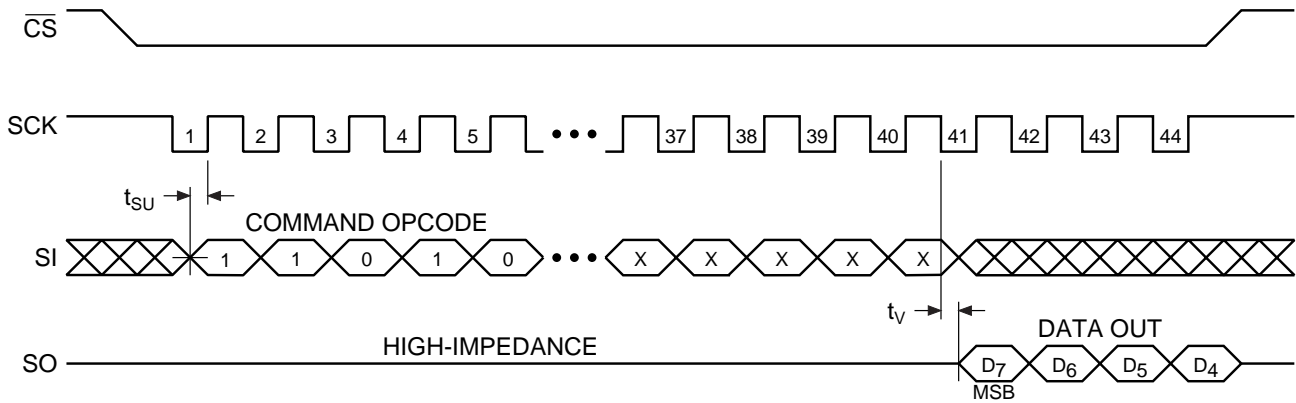 CS
SCK 1 2 3 4 5 37 38 39 40 41 42 43 44
tSU
COMMAND OPCODE
SI 1 1 0 1 0 X X X X X
tV
DATA OUT
HIGH-IMPEDANCE
SO D7 D6 D5 D4
MSB